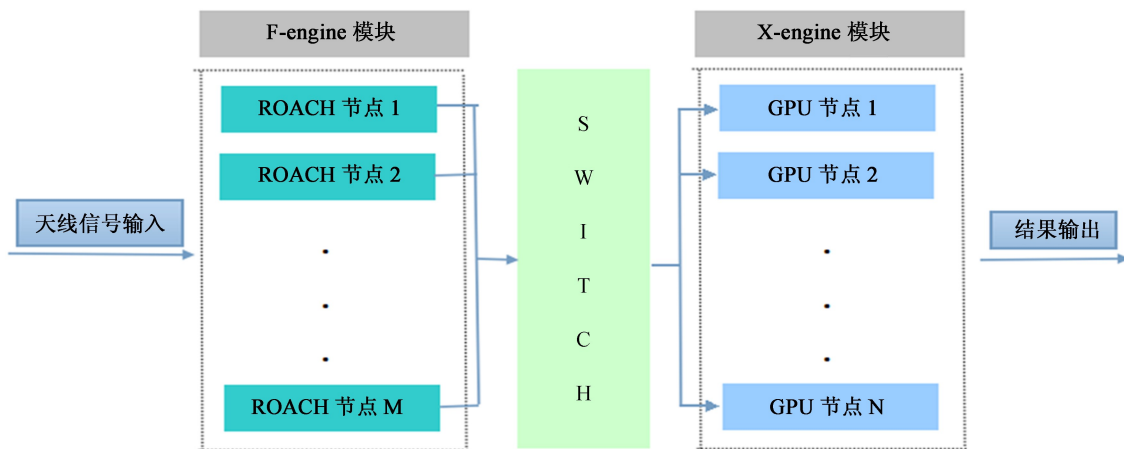 F-engine 模块
X-engine 模块
ROACH 节点 1
ROACH 节点 2
ROACH 节点 M
天线信号输入
S
W
I
T
C
H
GPU 节点 1
GPU 节点 2
GPU 节点 N
结果输出